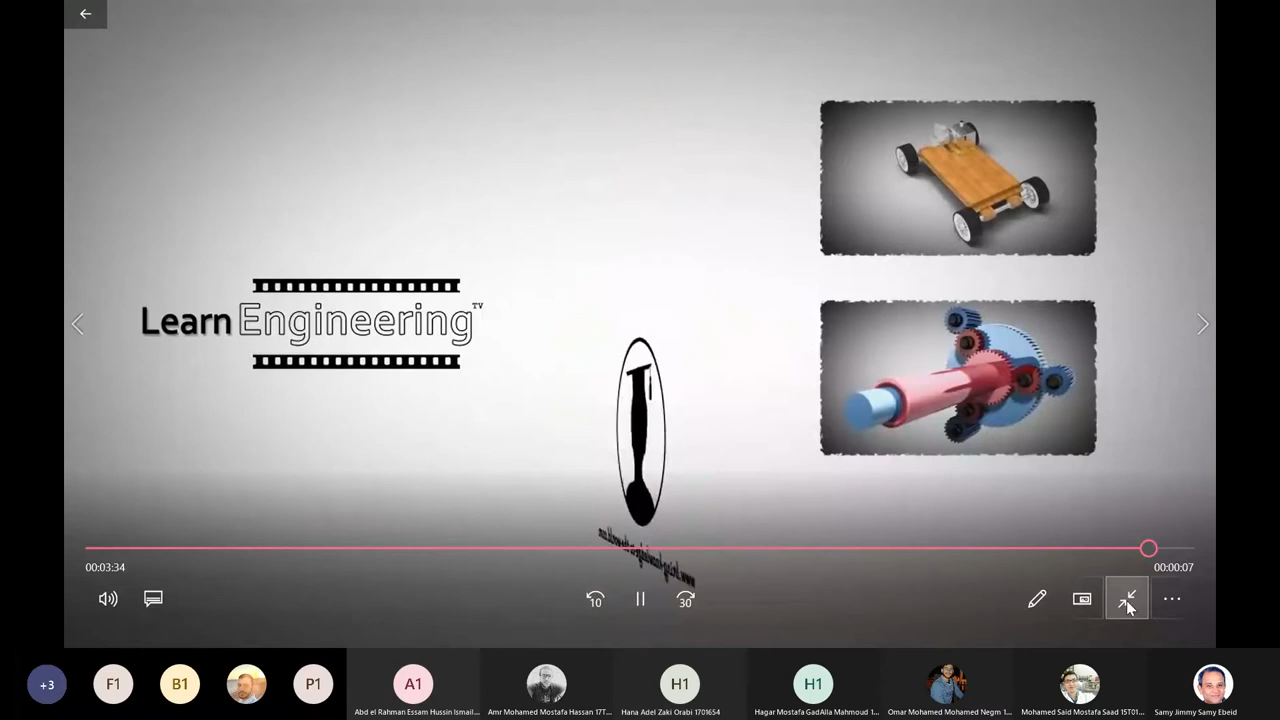 Learn Engineering TV
00:03:34
00:00:07
10
30
+3
F1
B1
P1
A1
H1
H1
Abd el Rahman Essam Hussin Ismail...
Amr Mohamed Mostafa Hassan 17T...
Hana Adel Zaki Orabi 1701654
Hagar Mostafa GadAlla Mahmoud 1...
Omar Mohamed Mohamed Negm 1...
Mohamed Said Mostafa Saad 15T01...
Samy Jimmy Samy Ebeid